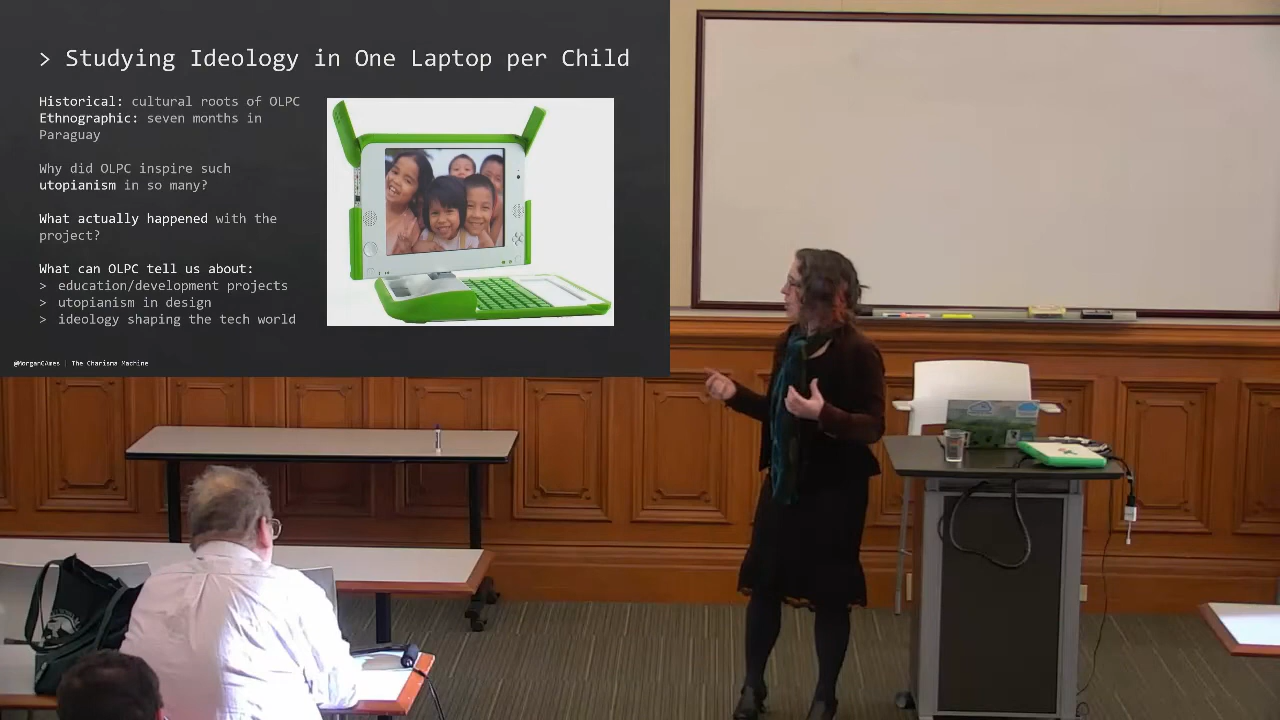 > Studying Ideology in One Laptop per Child
Historical: cultural roots of OLPC
Ethnographic: seven months in
Paraguay
Why did OLPC inspire such
utopianism in so many?
What actually happened with the
project?
What can OLPC tell us about:
> education/development projects
> utopianism in design
> ideology shaping the tech world
@MorganGAmes | The Charisma Machine